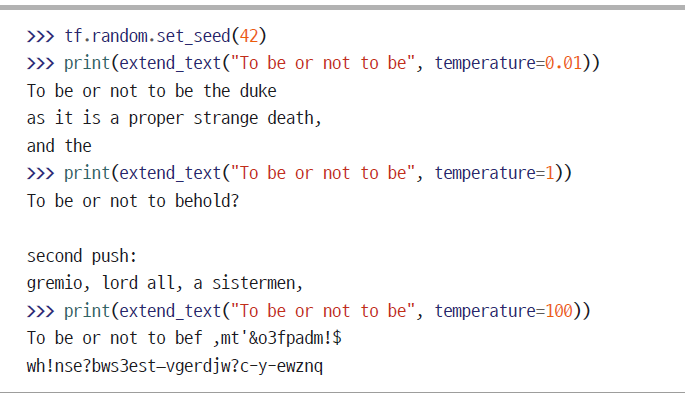 >>> tf.random.set_seed(42)
>>> print(extend_text("To be or not to be", temperature=0.01))
To be or not to be the duke
as it is a proper strange death,
and the
>>> print(extend_text("To be or not to be", temperature=1))
To be or not to behold?

second push:
gremio, lord all, a sistermen,
>>> print(extend_text("To be or not to be", temperature=100))
To be or not to bef ,mt'&o3fpadm!$
wh!nse?bws3est—vgerdjw?c-y-ewznq